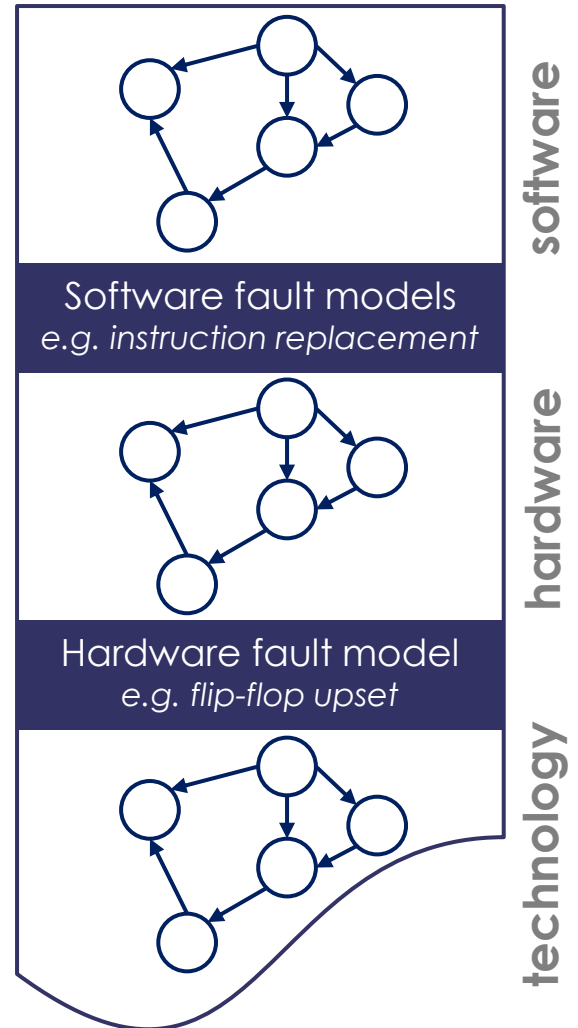 software
Software fault models
e.g. instruction replacement
hardware
Hardware fault model
e.g. flip-flop upset
technology